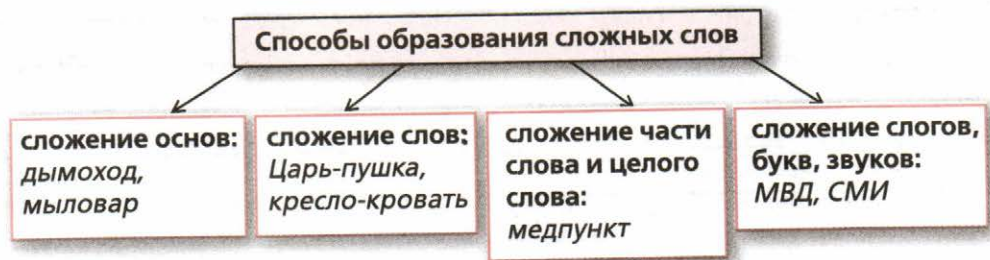 Способы образования сложных слов
сложение основ:
дымоход,
мыловар
сложение слов:
Царь-пушка,
кресло-кровать
сложение части
слова и целого
слова:
медпункт
сложение слогов,
букв, звуков:
МВД, СМИ